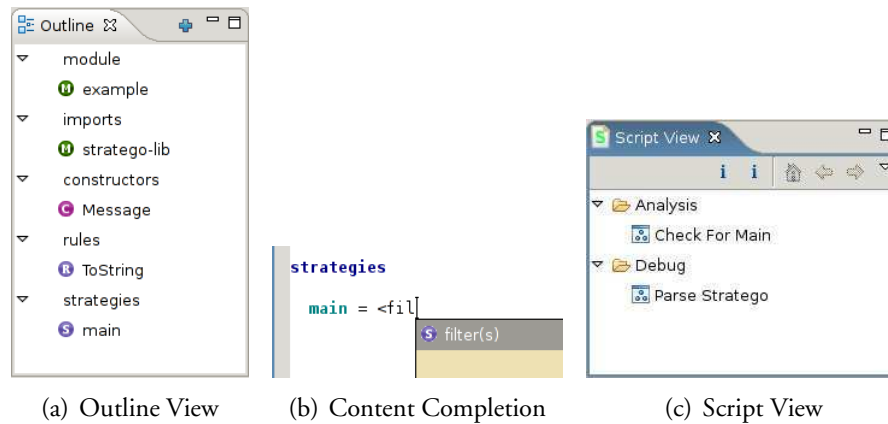 Outline
module
M example
imports
M stratego-lib
constructors
C Message
rules
R ToString
strategies
S main
strategies
main = <fil
S filter(s)
S Script View
i i
Analysis
Check For Main
Debug
Parse Stratego
(a) Outline View
(b) Content Completion
(c) Script View